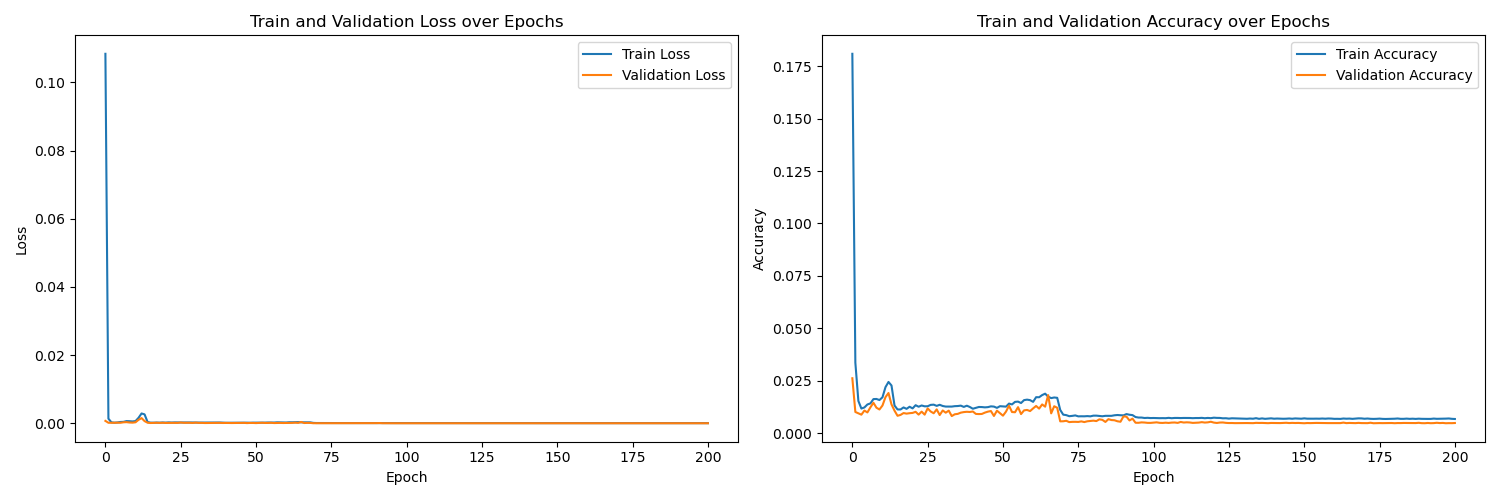 Train and Validation Loss over Epochs
Train Loss
Validation Loss
0.10
0.08
0.06
0.04
0.02
0.00
Loss
0 25 50 75 100 125 150 175 200
Epoch
Train and Validation Accuracy over Epochs
Train Accuracy
Validation Accuracy
0.175
0.150
0.125
0.100
0.075
0.050
0.025
0.000
Accuracy
0 25 50 75 100 125 150 175 200
Epoch